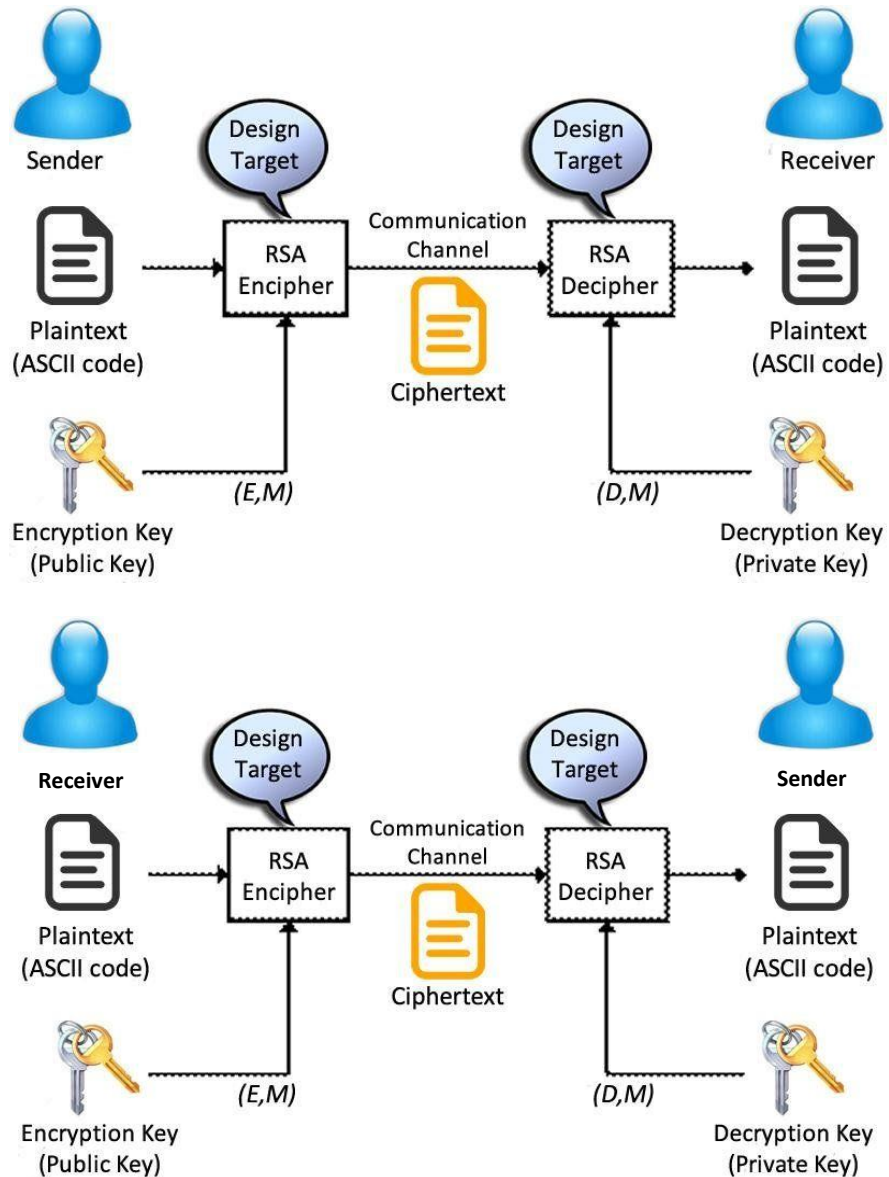 Design
Target
Design
Target
Sender
Receiver
Communication
Channel
RSA
Encipher
RSA
Decipher
Plaintext
(ASCII code)
Ciphertext
Plaintext
(ASCII code)
(E,M)
(D,M)
Encryption Key
(Public Key)
Decryption Key
(Private Key)
Design
Target
Design
Target
Receiver
Sender
Communication
Channel
RSA
Encipher
RSA
Decipher
Plaintext
(ASCII code)
Ciphertext
Plaintext
(ASCII code)
(E,M)
(D,M)
Encryption Key
(Public Key)
Decryption Key
(Private Key)